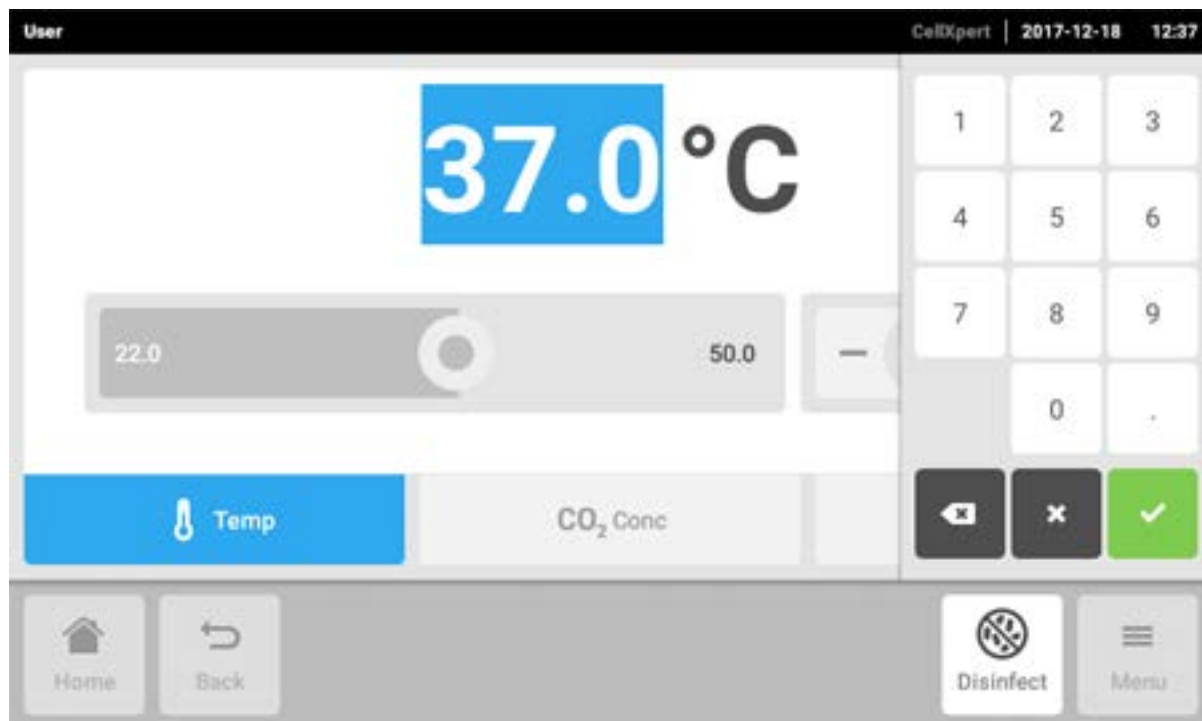 User
CellXpert | 2017-12-18 12:37
37.0 °C
22.0
50.0
−
1 2 3
4 5 6
7 8 9
0 .
Temp
CO₂ Conc
Home
Back
Disinfect
Menu